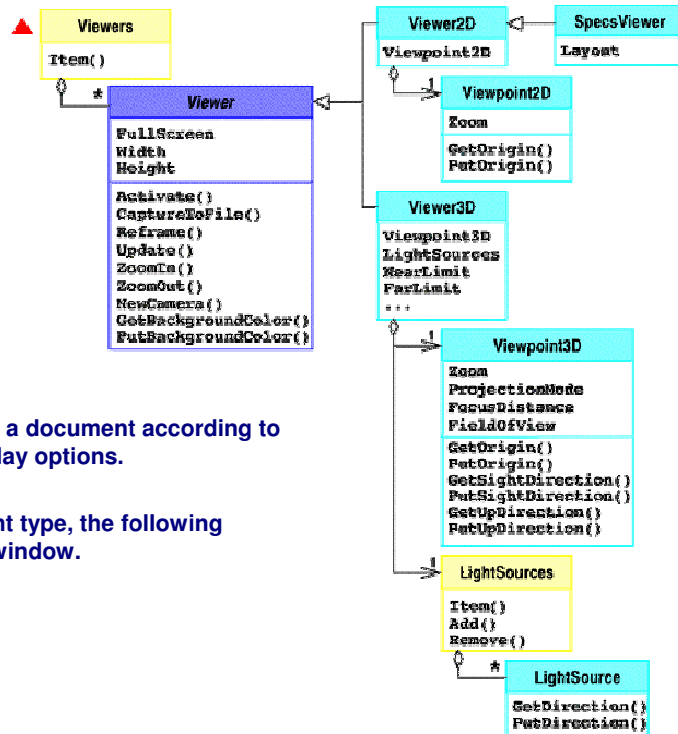 Viewers
Item()
*
Viewer
FullScreen
Width
Height
Activate()
CaptureToFile()
Reframe()
Update()
ZoomIn()
ZoomOut()
NewCamera()
GetBackgroundColor()
PutBackgroundColor()
Viewer2D
Viewpoint2D
SpecsViewer
Layout
1
Viewpoint2D
Zoom
GetOrigin()
PutOrigin()
Viewer3D
Viewpoint3D
LightSources
NearLimit
FarLimit
...
1
Viewpoint3D
Zoom
ProjectionMode
FocusDistance
FieldOfView
GetOrigin()
PutOrigin()
GetSightDirection()
PutSightDirection()
GetUpDirection()
PutUpDirection()
LightSources
Item()
Add()
Remove()
*
LightSource
GetDirection()
PutDirection()
a document according to
lay options.
nt type, the following
window.